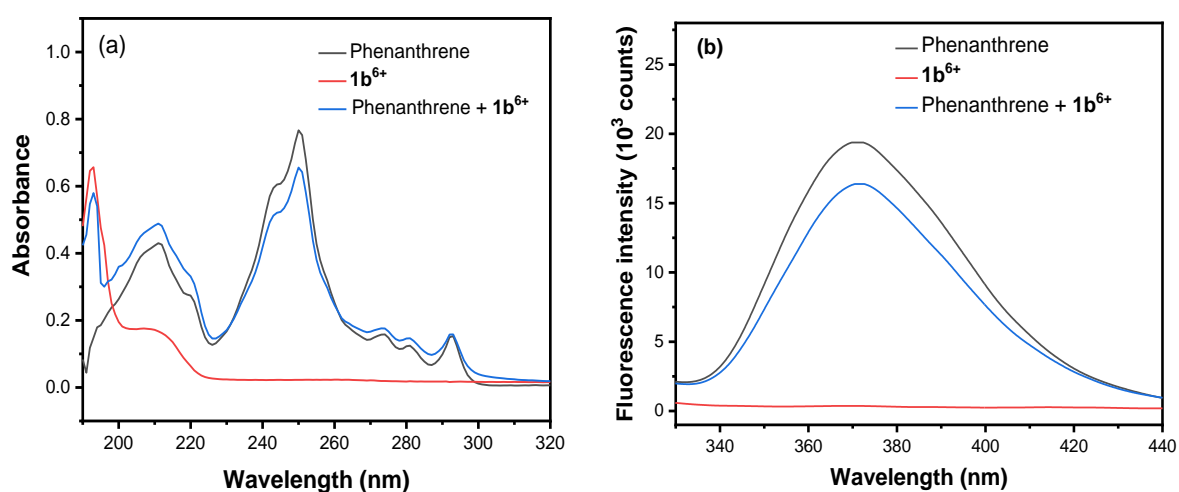 (a)
Phenanthrene
1b⁶⁺
Phenanthrene + 1b⁶⁺
Absorbance
1.0
0.8
0.6
0.4
0.2
0.0
200 220 240 260 280 300 320
Wavelength (nm)
(b)
Phenanthrene
1b⁶⁺
Phenanthrene + 1b⁶⁺
Fluorescence intensity (10³ counts)
25
20
15
10
5
0
340 360 380 400 420 440
Wavelength (nm)